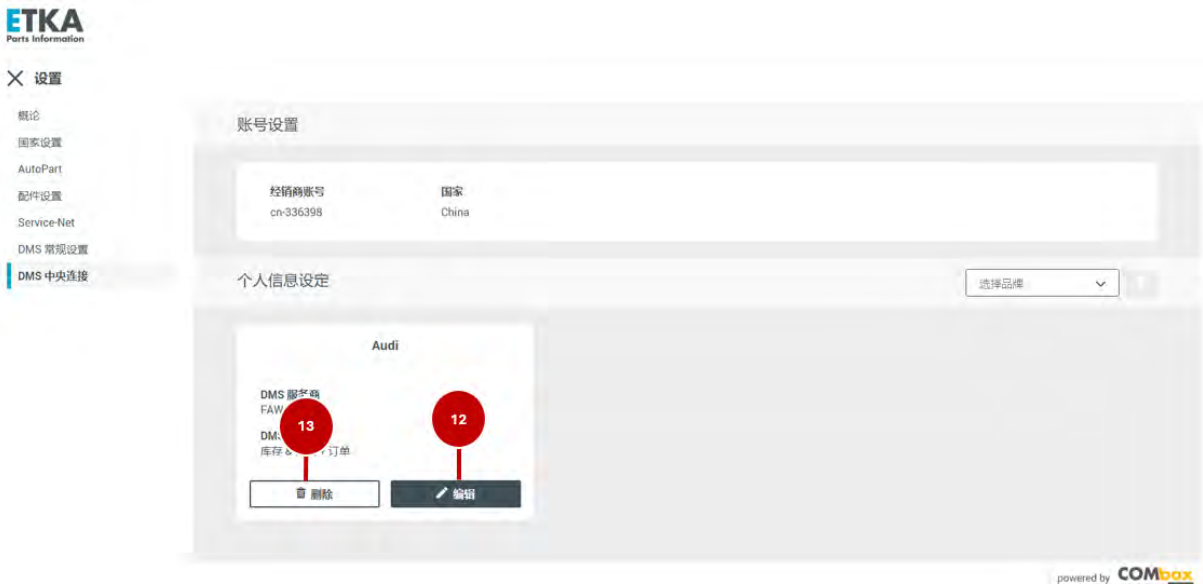 ETKA
Parts Information
设置
概论
国家设置
AutoPart
配件设置
Service-Net
DMS 常规设置
DMS 中央连接
账号设置
经销商账号 国家
cn-336398 China
个人信息设定 选择品牌
Audi
DMS 服务商
FAW
13 12
库存 & 订单
删除 编辑
powered by COMbox